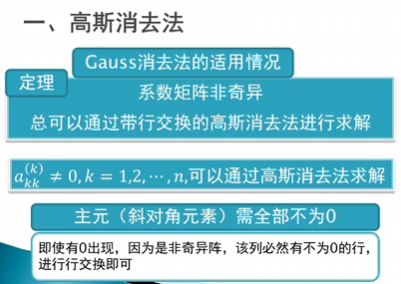 一、高斯消去法
Gauss消去法的适用情况
定理
系数矩阵非奇异
总可以通过带行交换的高斯消去法进行求解
a_{kk}^{(k)} ≠ 0, k = 1,2,⋯,n,可以通过高斯消去法求解
主元（斜对角元素）需全部不为0
即使有0出现，因为是非奇异阵，该列必然有不为0的行，
进行行交换即可